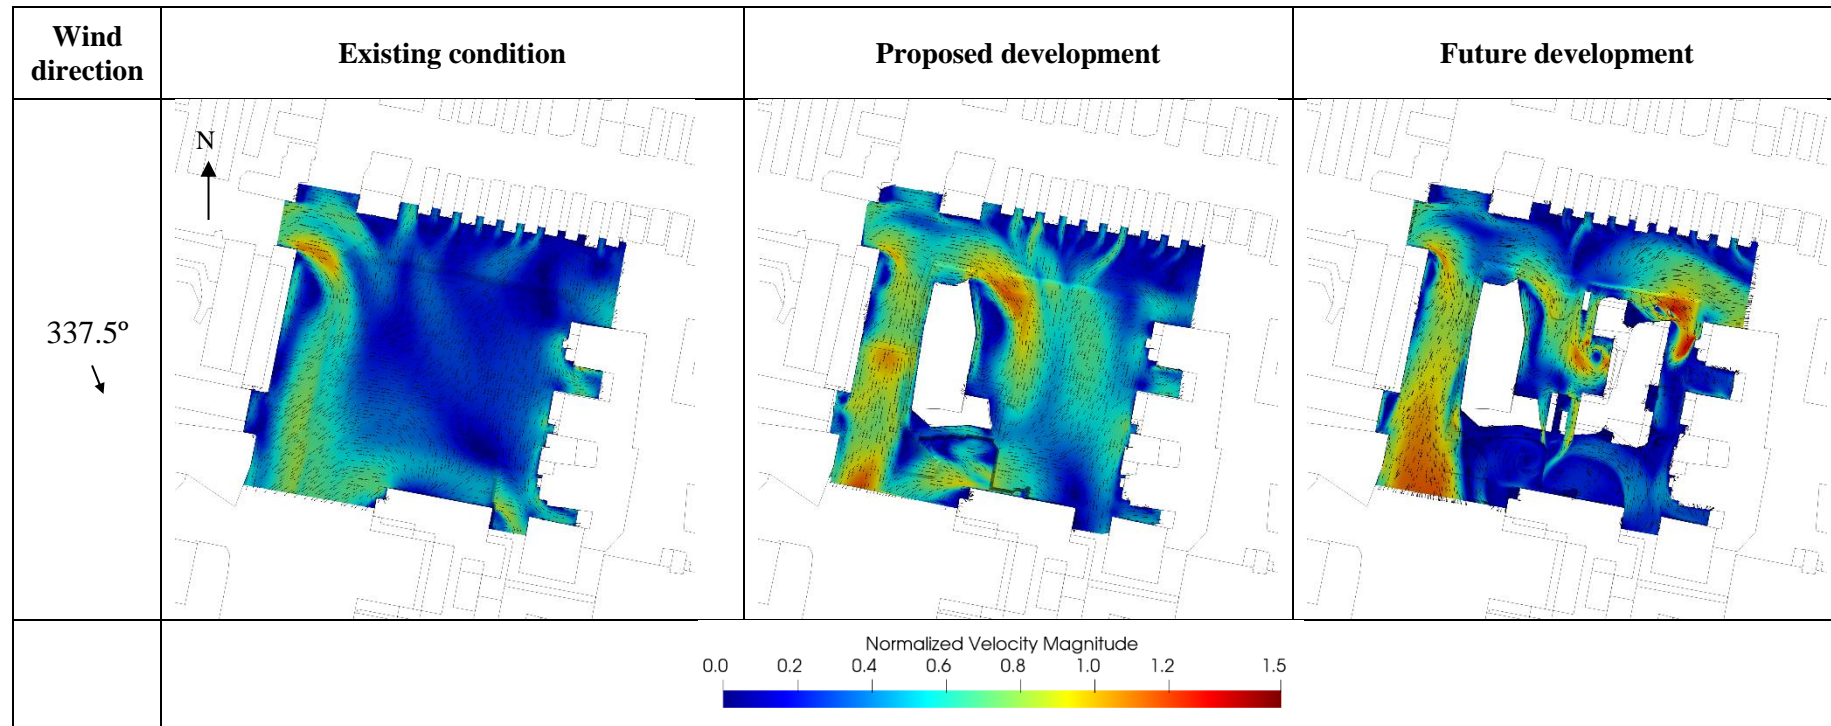 Wind
direction
Existing condition
Proposed development
Future development
N
337.5º
Normalized Velocity Magnitude
0.0 0.2 0.4 0.6 0.8 1.0 1.2 1.5